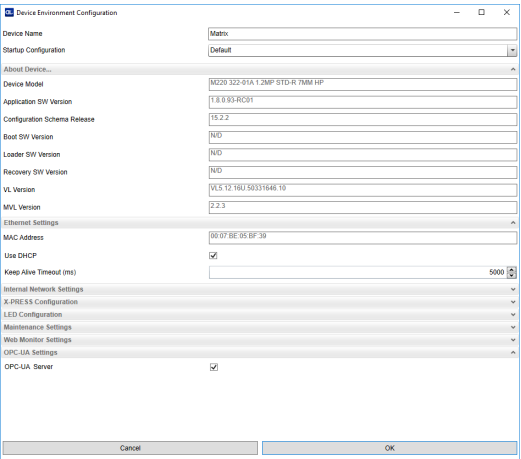 DL Device Environment Configuration
Device Name Matrix
Startup Configuration Default
About Device...
Device Model M220 322-01A 1.2MP STD-R 7MM HP
Application SW Version 1.8.0.93-RC01
Configuration Schema Release 15.2.2
Boot SW Version N/D
Loader SW Version N/D
Recovery SW Version N/D
VL Version VL5.12.16U.50331646.10
MVL Version 2.2.3
Ethernet Settings
MAC Address 00:07:BE:05:BF:39
Use DHCP
Keep Alive Timeout (ms) 5000
Internal Network Settings
X-PRESS Configuration
LED Configuration
Maintenance Settings
Web Monitor Settings
OPC-UA Settings
OPC-UA Server
Cancel OK